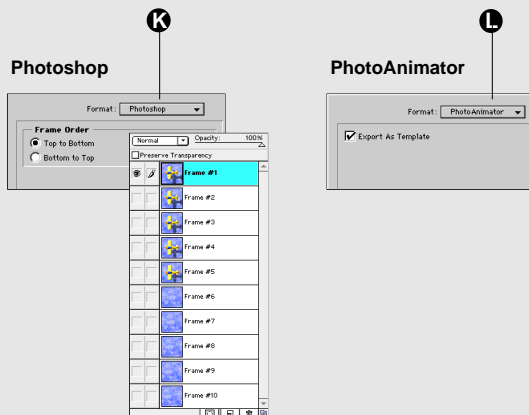 K
Photoshop
Format: Photoshop
Frame Order
Top to Bottom
Bottom to Top
Normal Opacity: 100%
Preserve Transparency
Frame #1
Frame #2
Frame #3
Frame #4
Frame #5
Frame #6
Frame #7
Frame #8
Frame #9
Frame #10
L
PhotoAnimator
Format: PhotoAnimator
Export As Template